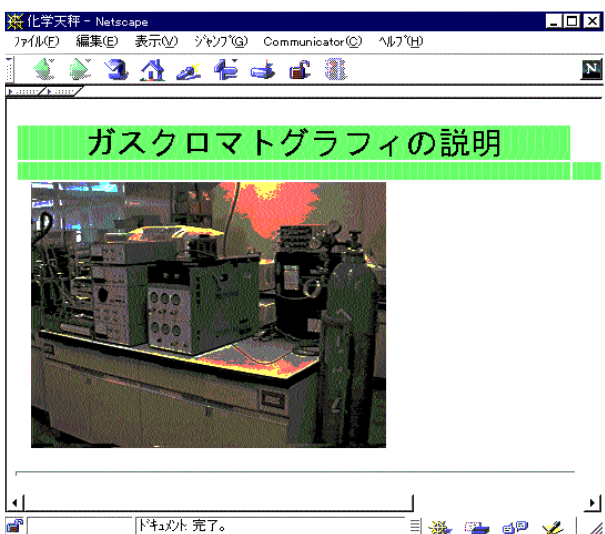 化学天秤 - Netscape
ファイル(F) 編集(E) 表示(V) ジャンプ(G) Communicator(C) ヘルプ(H)
N
ガスクロマトグラフィの説明
ドキュメント: 完了。